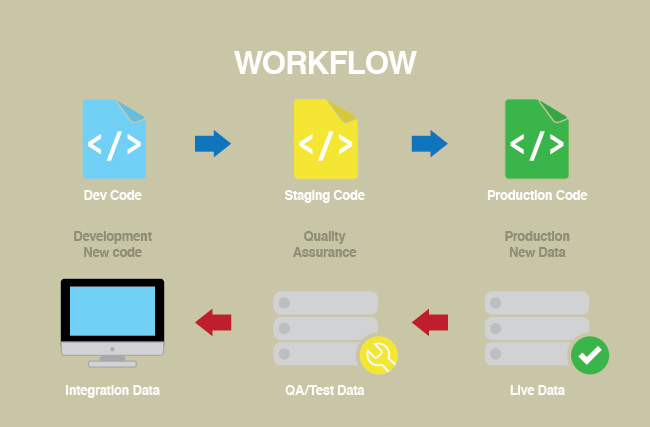 WORKFLOW
</>
</>
</>
Dev Code
Staging Code
Production Code
Development
New code
Quality
Assurance
Production
New Data
Integration Data
QA/Test Data
Live Data